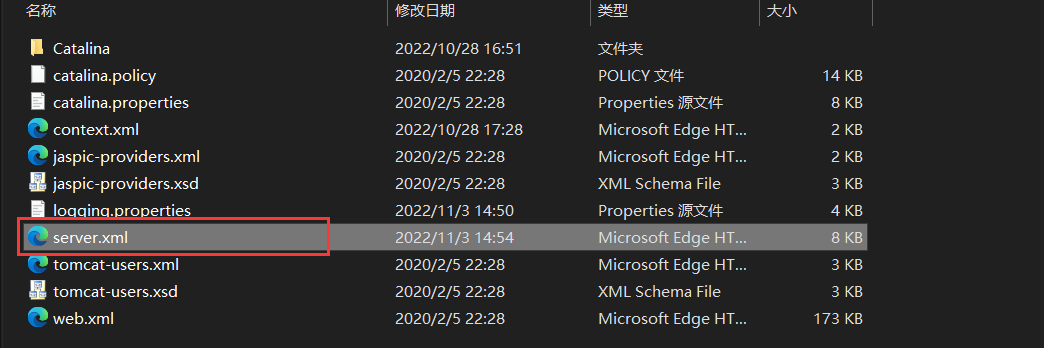 名称 修改日期 类型 大小
Catalina 2022/10/28 16:51 文件夹
catalina.policy 2020/2/5 22:28 POLICY 文件 14 KB
catalina.properties 2020/2/5 22:28 Properties 源文件 8 KB
context.xml 2022/10/28 17:28 Microsoft Edge HT... 2 KB
jaspic-providers.xml 2020/2/5 22:28 Microsoft Edge HT... 2 KB
jaspic-providers.xsd 2020/2/5 22:28 XML Schema File 3 KB
logging.properties 2022/11/3 14:50 Properties 源文件 4 KB
server.xml 2022/11/3 14:54 Microsoft Edge HT... 8 KB
tomcat-users.xml 2020/2/5 22:28 Microsoft Edge HT... 3 KB
tomcat-users.xsd 2020/2/5 22:28 XML Schema File 3 KB
web.xml 2020/2/5 22:28 Microsoft Edge HT... 173 KB